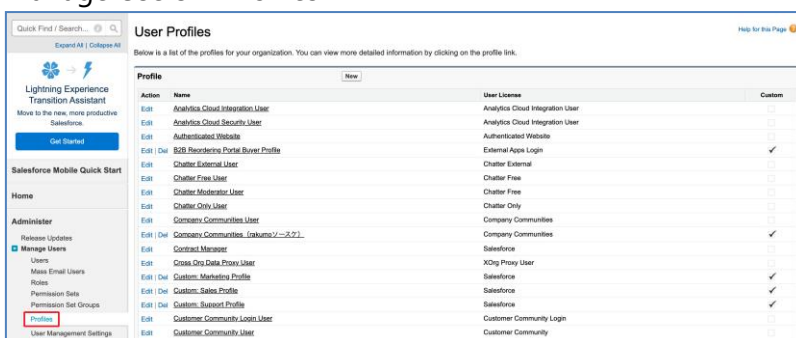 Quick Find / Search...
Expand All | Collapse All
Lightning Experience
Transition Assistant
Move to the new, more productive
Salesforce
Get Started
Salesforce Mobile Quick Start
Home
Administer
Release Updates
Manage Users
Users
Mass Email Users
Roles
Permission Sets
Permission Set Groups
Profiles
User Management Settings
User Profiles
Help for this Page
Below is a list of the profiles for your organization. You can view more detailed information by clicking on the profile link.
Profile New
Action Name User License Custom
Edit Analytics Cloud Integration User Analytics Cloud Integration User
Edit Analytics Cloud Security User Analytics Cloud Integration User
Edit Authenticated Website Authenticated Website
Edit | Del B2B Reordering Portal Buyer Profile External Apps Login ✓
Edit Chatter External User Chatter External
Edit Chatter Free User Chatter Free
Edit Chatter Moderator User Chatter Free
Edit Chatter Only User Chatter Only
Edit Company Communities User Company Communities
Edit | Del Company Communities（rakumoソースケ） Company Communities ✓
Edit Contract Manager Salesforce
Edit Cross Org Data Proxy User XOrg Proxy User
Edit | Del Custom: Marketing Profile Salesforce ✓
Edit | Del Custom: Sales Profile Salesforce ✓
Edit | Del Custom: Support Profile Salesforce ✓
Edit Customer Community Login User Customer Community Login
Edit Customer Community User Customer Community